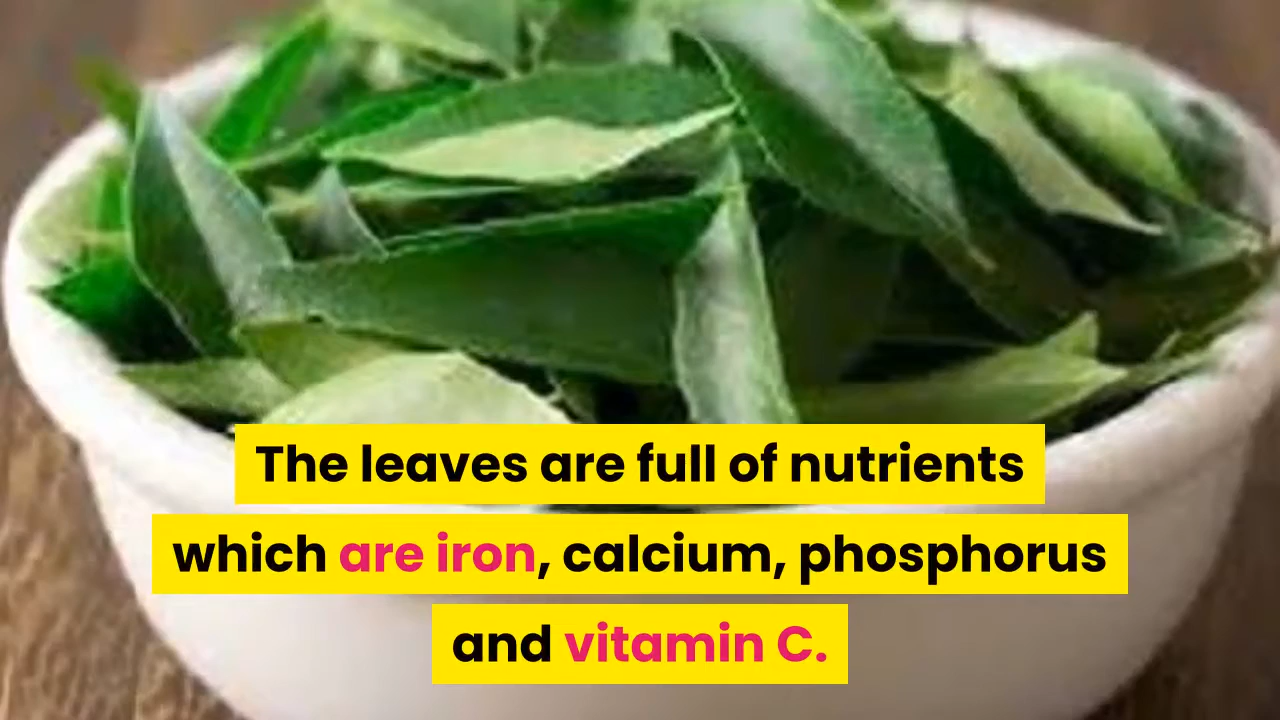 The leaves are full of nutrients
which are iron, calcium, phosphorus
and vitamin C.